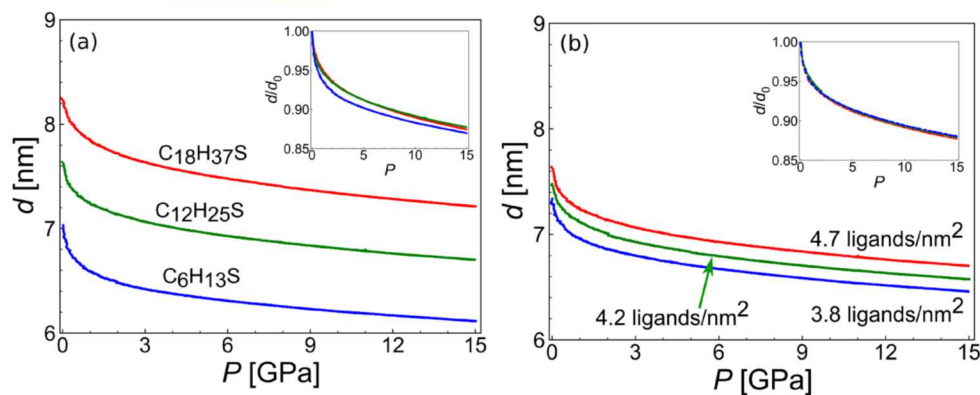 (a)
9
8
7
6
d [nm]
0 3 6 9 12 15
P [GPa]
C18H37S
C12H25S
C6H13S
1.00
0.95
0.90
0.85
d/d0
0 5 10 15
P
(b)
9
8
7
6
d [nm]
0 3 6 9 12 15
P [GPa]
4.7 ligands/nm²
4.2 ligands/nm²
3.8 ligands/nm²
1.00
0.95
0.90
0.85
d/d0
0 5 10 15
P